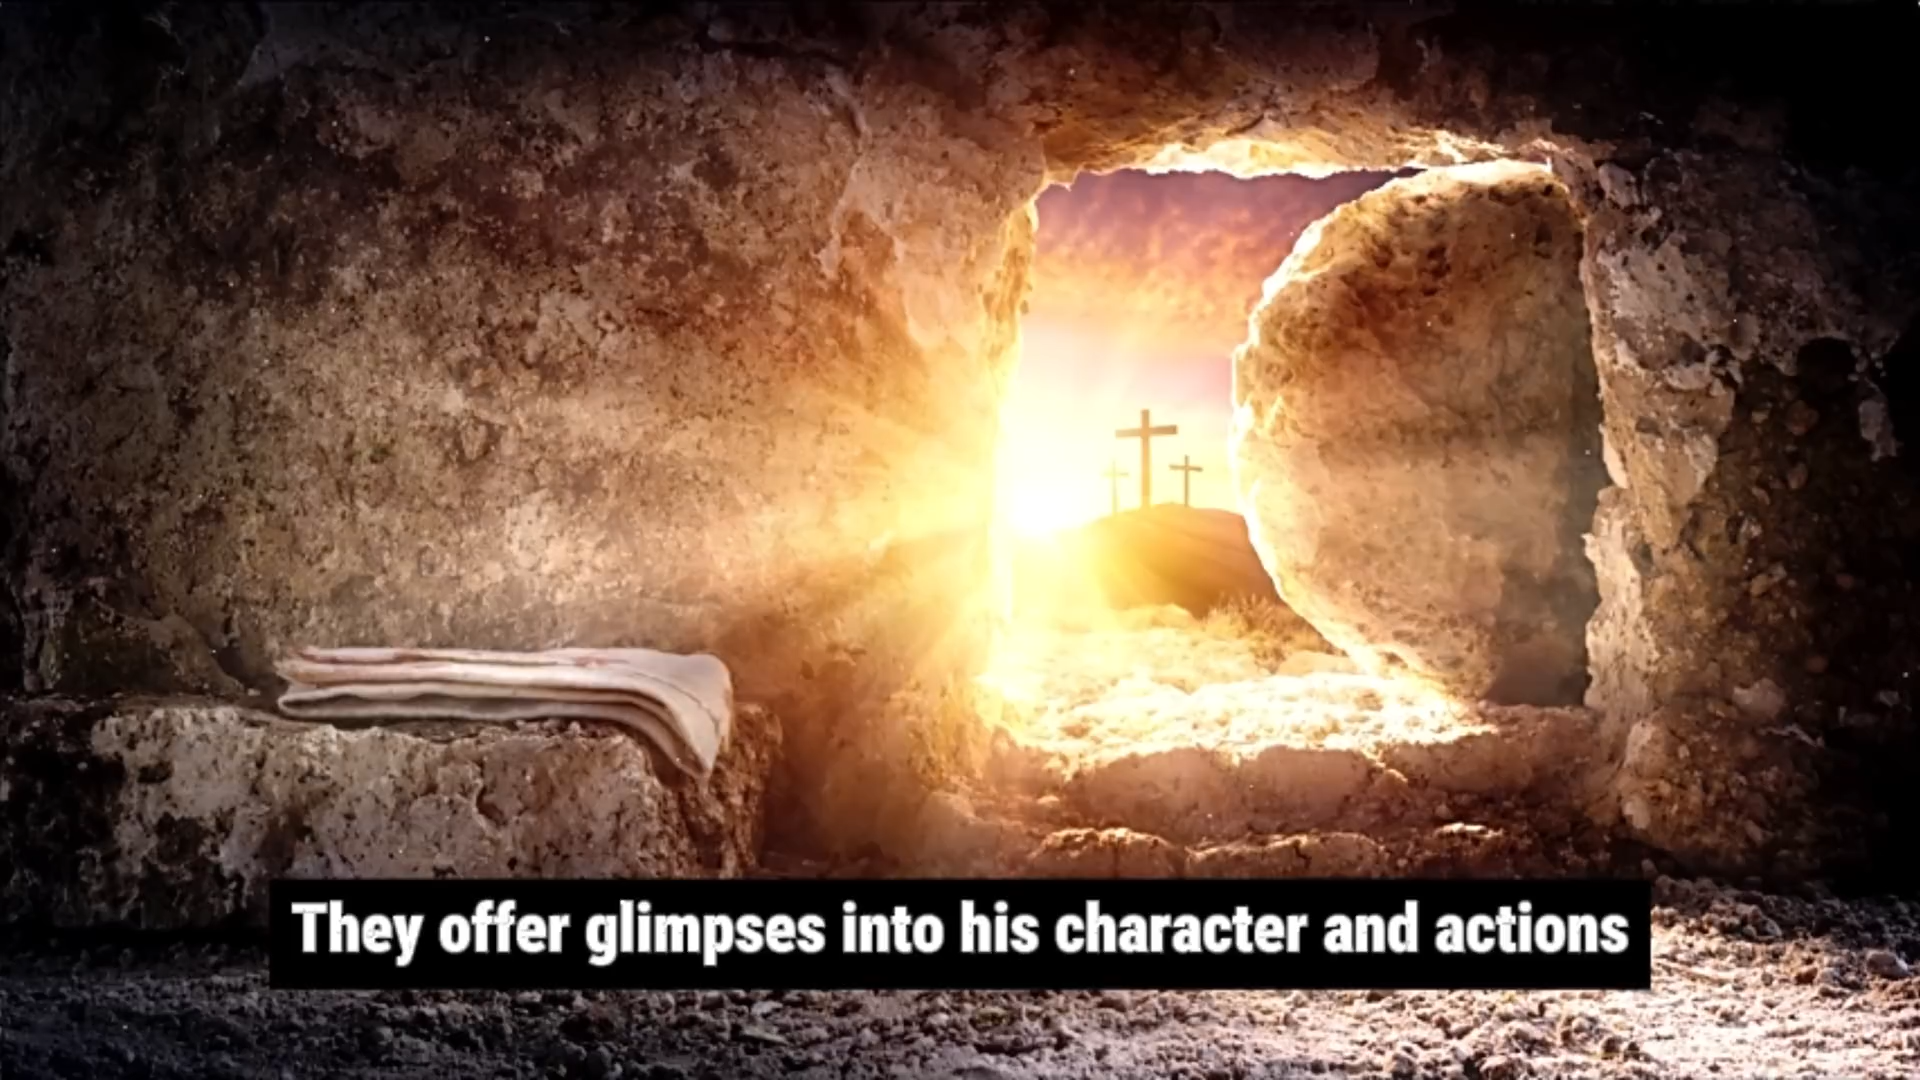 They offer glimpses into his character and actions